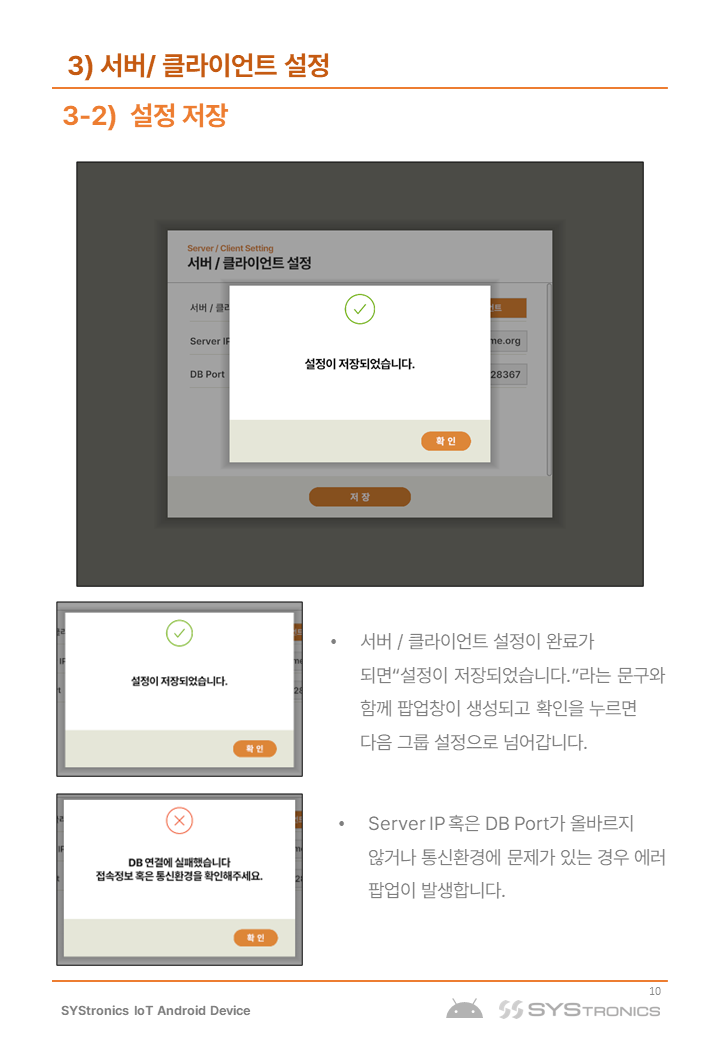 3) 서버/ 클라이언트 설정
3-2) 설정 저장
Server / Client Setting
서버 / 클라이언트 설정
서버 / 클라
Server IP
me.org
DB Port
28367
설정이 저장되었습니다.
확 인
저 장
설정이 저장되었습니다.
확 인
• 서버 / 클라이언트 설정이 완료가
되면“설정이 저장되었습니다.”라는 문구와
함께 팝업창이 생성되고 확인을 누르면
다음 그룹 설정으로 넘어갑니다.
DB 연결에 실패했습니다
접속정보 혹은 통신환경을 확인해주세요.
확 인
• Server IP 혹은 DB Port가 올바르지
않거나 통신환경에 문제가 있는 경우 에러
팝업이 발생합니다.
10
SYStronics IoT Android Device
SYSTRONICS